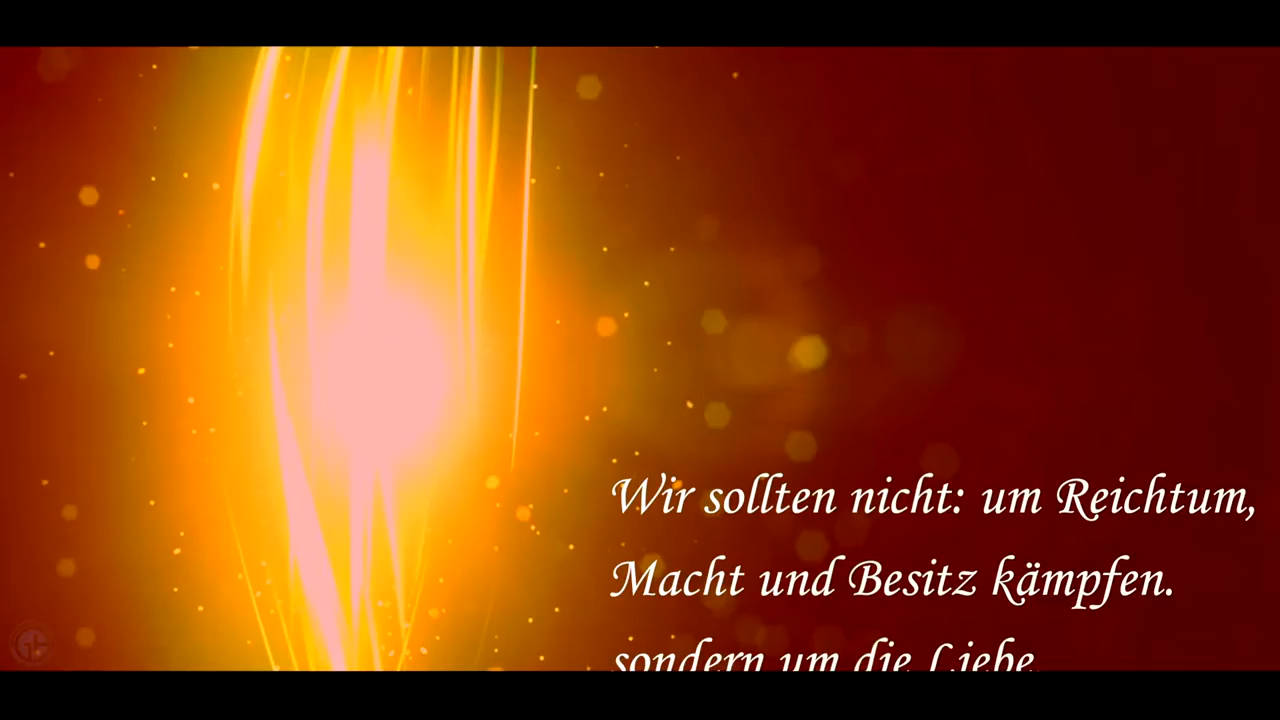 Wir sollten nicht: um Reichtum,
Macht und Besitz kämpfen.
sondern um die Liebe